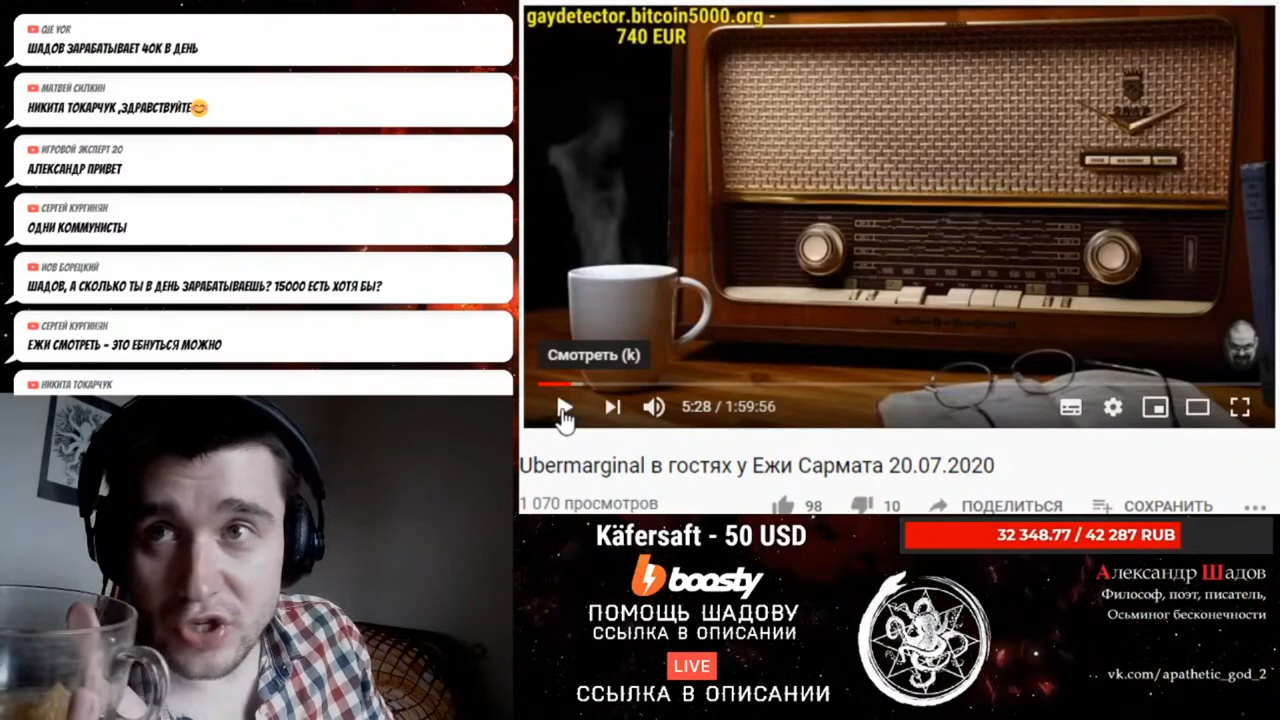 QJE YOR
ШАДОВ ЗАРАБАТЫВАЕТ 40К В ДЕНЬ
МАТВЕЙ СИЛКИН
НИКИТА ТОКАРЧУК ,ЗДРАВСТВУЙТЕ😊
ИГРОВОЙ ЭКСПЕРТ 20
АЛЕКСАНДР ПРИВЕТ
СЕРГЕЙ КУРГИНЯН
ОДНИ КОММУНИСТЫ
ИОВ БОРЕЦКИЙ
ШАДОВ, А СКОЛЬКО ТЫ В ДЕНЬ ЗАРАБАТЫВАЕШЬ? 15000 ЕСТЬ ХОТЯ БЫ?
СЕРГЕЙ КУРГИНЯН
ЕЖИ СМОТРЕТЬ - ЭТО ЕБНУТЬСЯ МОЖНО
НИКИТА ТОКАРЧУК
gaydetector.bitcoin5000.org -
740 EUR
Смотреть (k)
5:28 / 1:59:56
Ubermarginal в гостях у Ежи Сармата 20.07.2020
1 070 просмотров
98
10
ПОДЕЛИТЬСЯ
СОХРАНИТЬ
Käfersaft - 50 USD
boosty
ПОМОЩЬ ШАДОВУ
ССЫЛКА В ОПИСАНИИ
LIVE
ССЫЛКА В ОПИСАНИИ
32 348.77 / 42 287 RUB
Александр Шадов
Философ, поэт, писатель,
Осьминог бесконечности
vk.com/apathetic_god_2